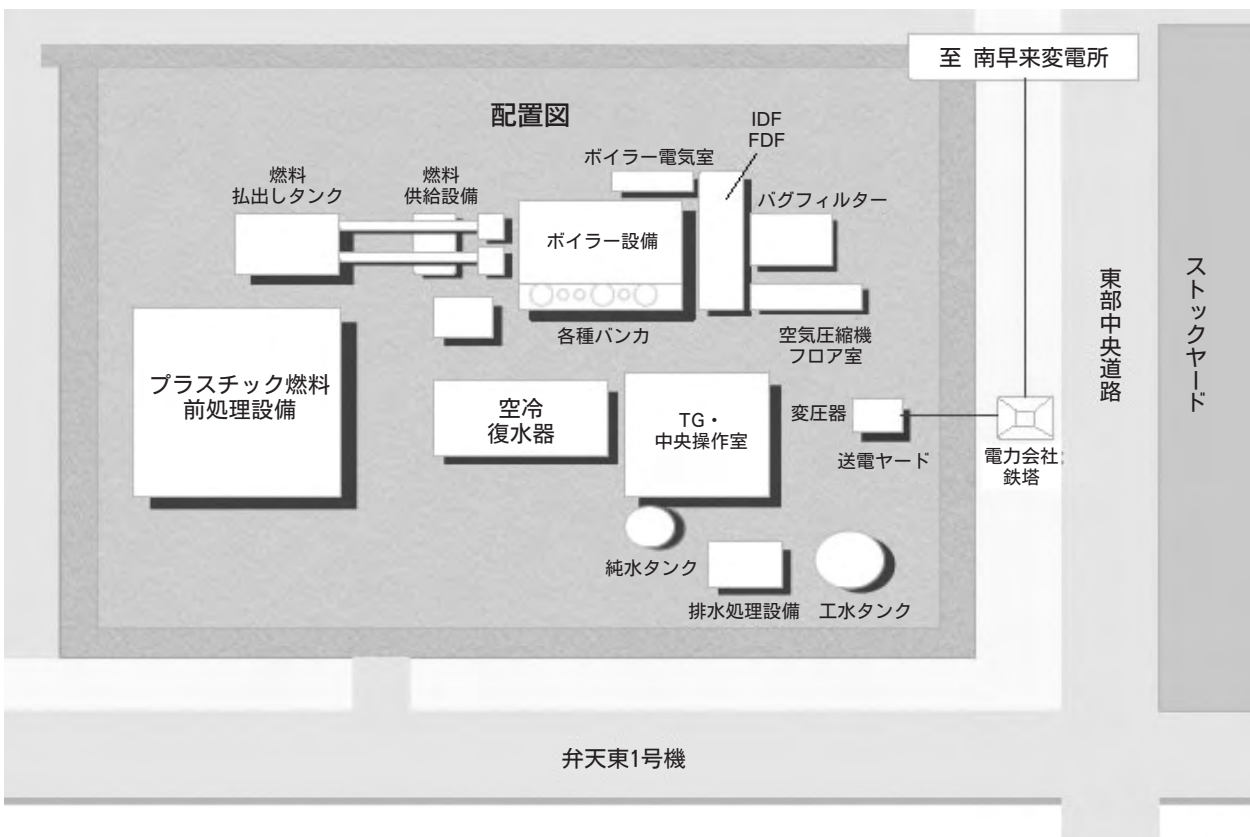 至 南早来変電所
配置図
IDF
FDF
ボイラー電気室
燃料
払出しタンク
燃料
供給設備
バグフィルター
ボイラー設備
各種バンカ
空気圧縮機
フロア室
東部中央道路
ストックヤード
プラスチック燃料
前処理設備
空冷
復水器
TG・
中央操作室
変圧器
送電ヤード
電力会社
鉄塔
純水タンク
排水処理設備
工水タンク
弁天東1号機